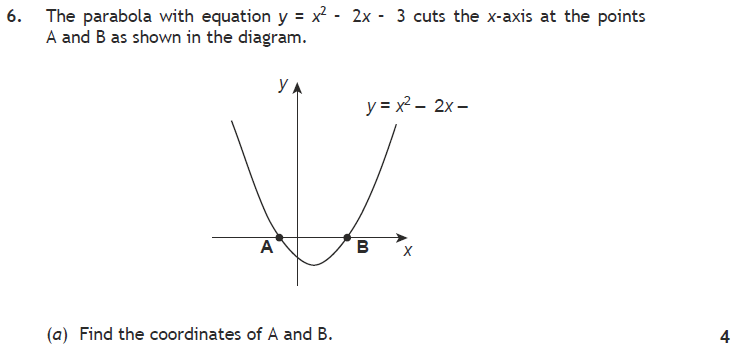 6. The parabola with equation y = x² - 2x - 3 cuts the x-axis at the points
A and B as shown in the diagram.
y
y = x² – 2x –
A
B
x
(a) Find the coordinates of A and B.
4